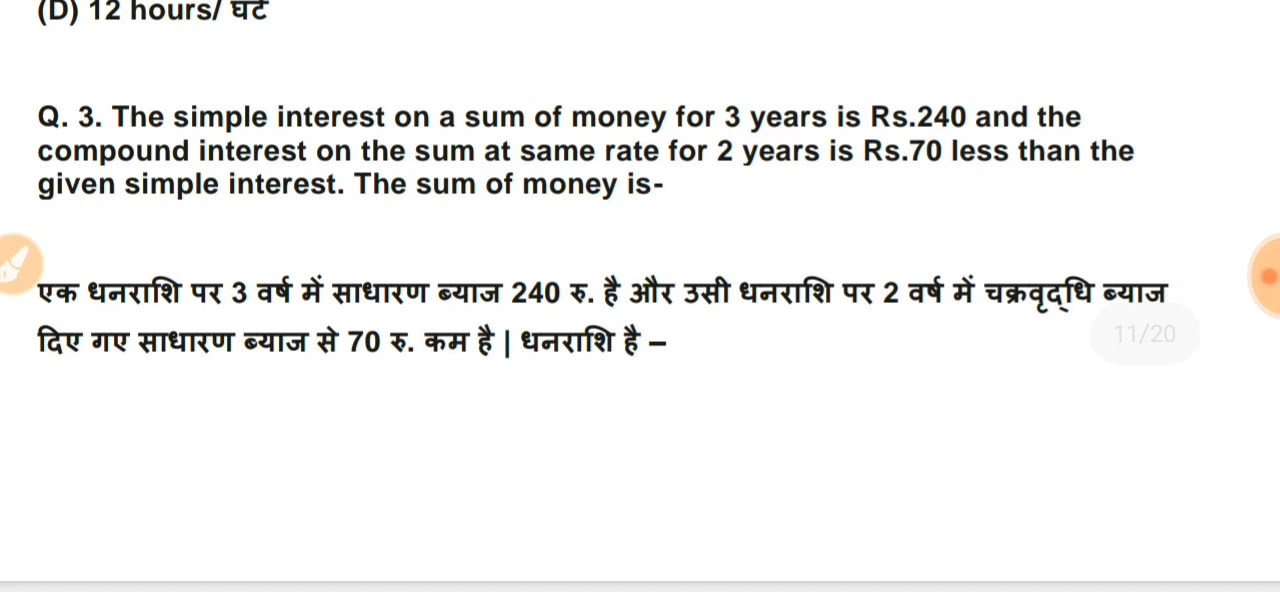 (D) 12 hours/ घंटे
Q. 3. The simple interest on a sum of money for 3 years is Rs.240 and the
compound interest on the sum at same rate for 2 years is Rs.70 less than the
given simple interest. The sum of money is-
एक धनराशि पर 3 वर्ष में साधारण ब्याज 240 रु. है और उसी धनराशि पर 2 वर्ष में चक्रवृद्धि ब्याज
दिए गए साधारण ब्याज से 70 रु. कम है | धनराशि है –
11/20